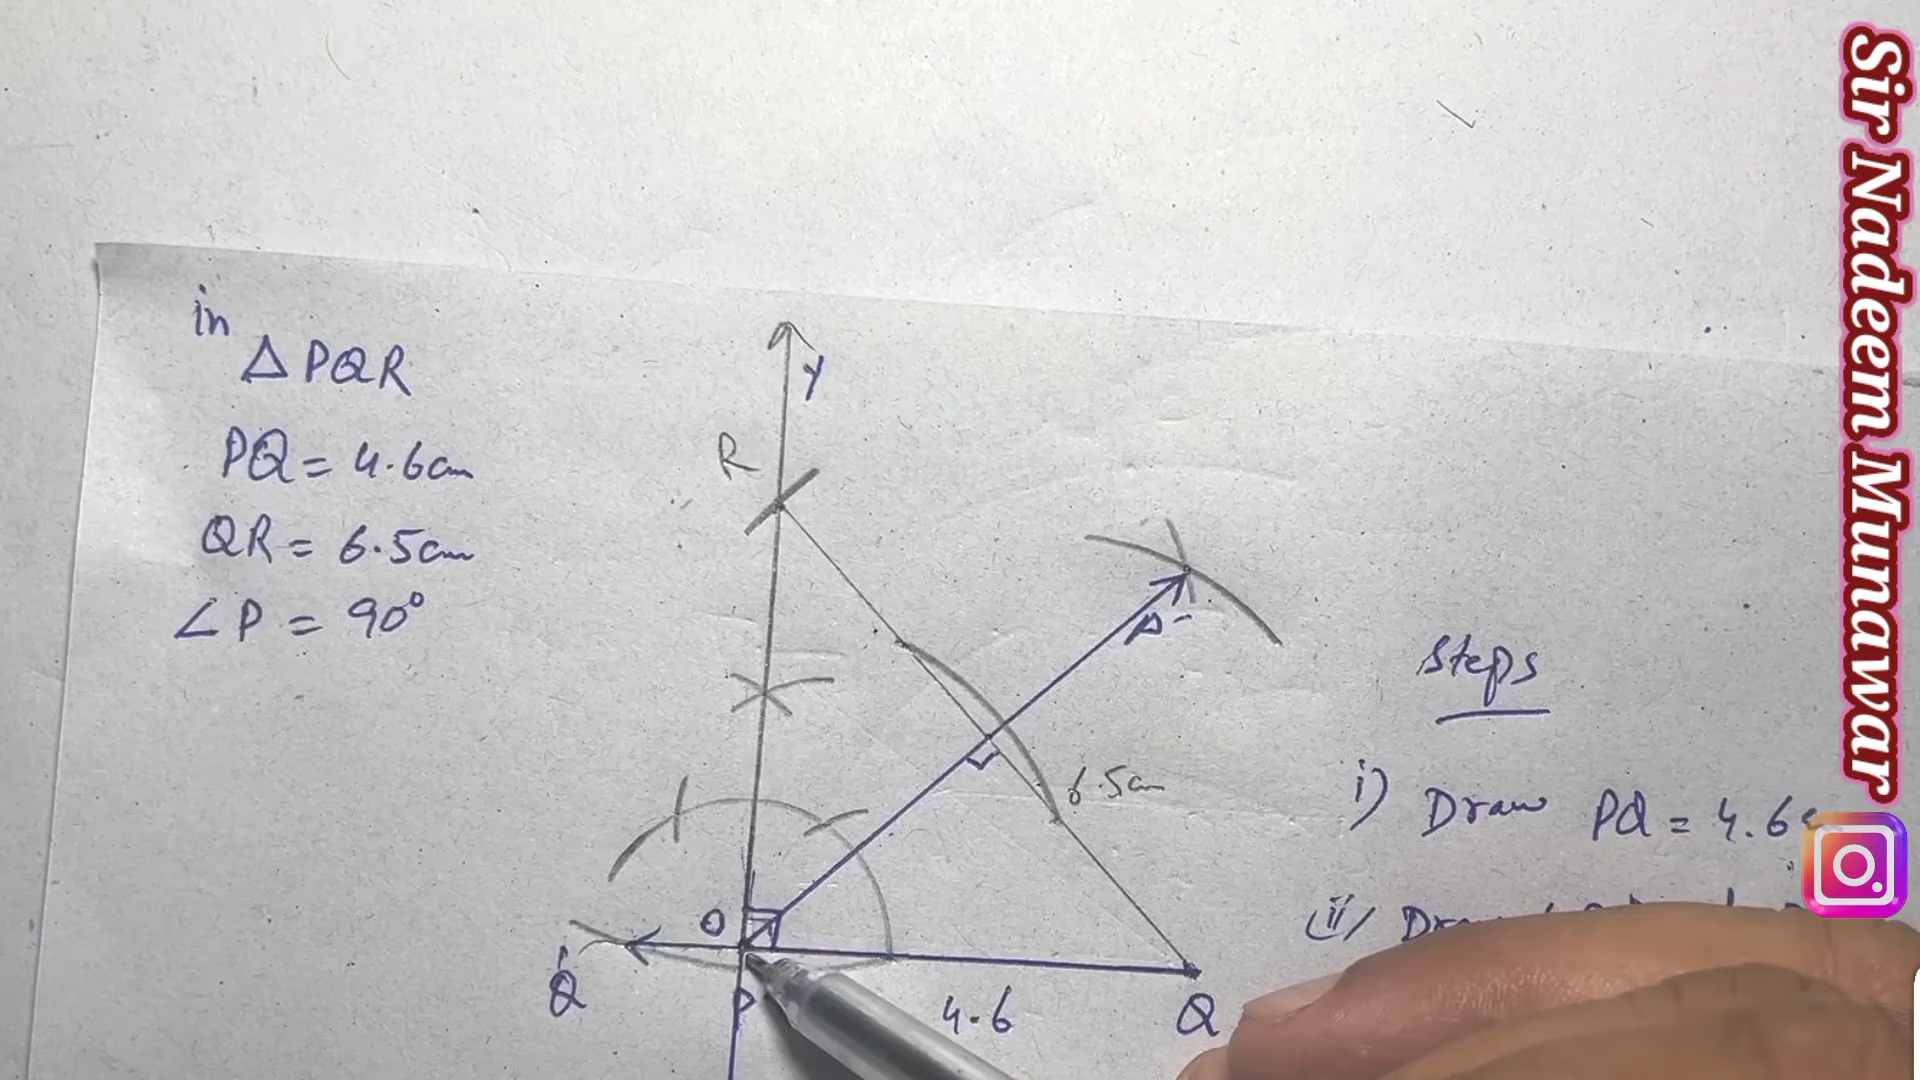 in
△PQR
PQ = 4.6cm
QR = 6.5cm
∠P = 90°
Y
R
6.5cm
O
Q
P
4.6
Q
Steps
i) Draw PQ = 4.6
(ii)
Sir Nadeem Munawar